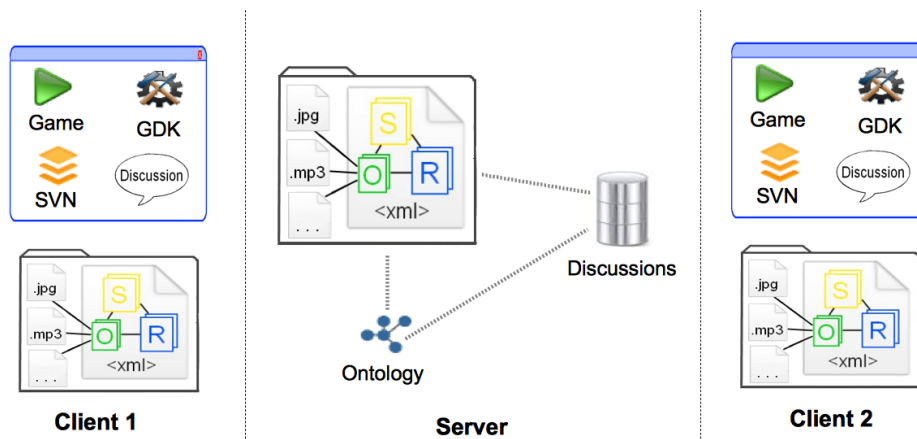 Game
GDK
SVN
Discussion
.jpg
.mp3
. . .
S
O
R
<xml>
Client 1
.jpg
.mp3
. . .
S
O
R
<xml>
Discussions
Ontology
Server
Game
GDK
SVN
Discussion
.jpg
.mp3
. . .
S
O
R
<xml>
Client 2